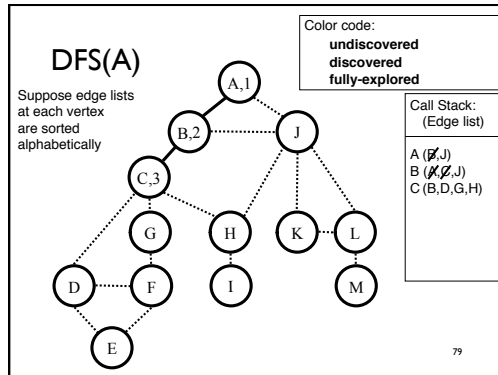 DFS(A)
Suppose edge lists
at each vertex
are sorted
alphabetically
Color code:
undiscovered
discovered
fully-explored
Call Stack:
(Edge list)
A (B,J)
B (A,C,J)
C (B,D,G,H)
A,1
B,2
J
C,3
G
H
K
L
D
F
I
M
E
79